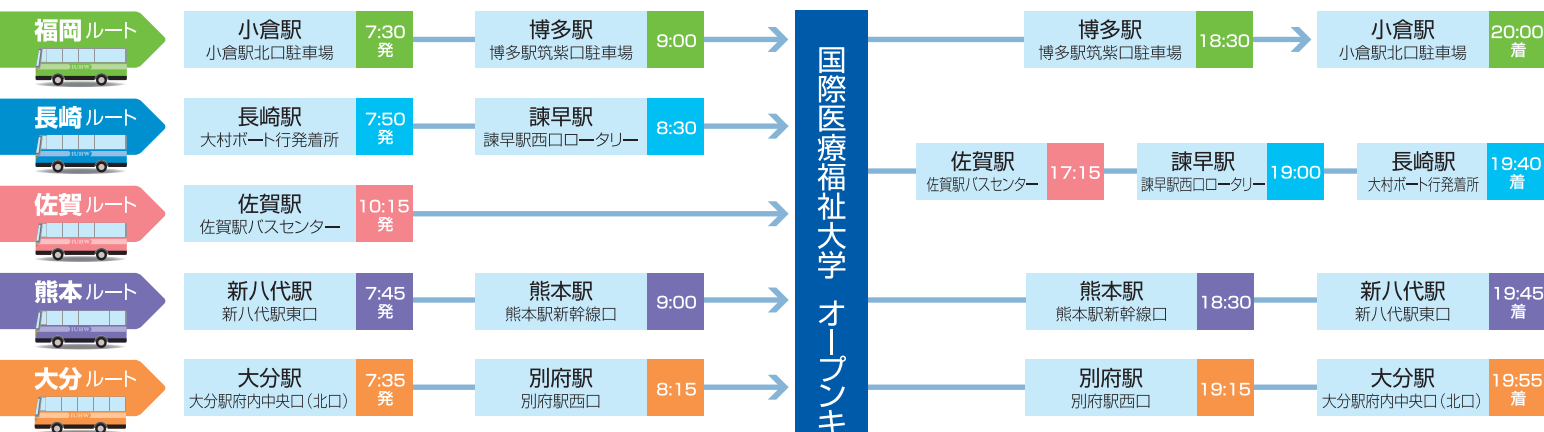 福岡ルート
小倉駅
小倉駅北口駐車場
7:30
発
博多駅
博多駅筑紫口駐車場
9:00
博多駅
博多駅筑紫口駐車場
18:30
小倉駅
小倉駅北口駐車場
20:00
着
長崎ルート
長崎駅
大村ボート行発着所
7:50
発
諫早駅
諫早駅西口ロータリー
8:30
佐賀駅
佐賀駅バスセンター
17:15
諫早駅
諫早駅西口ロータリー
19:00
長崎駅
大村ボート行発着所
19:40
着
佐賀ルート
佐賀駅
佐賀駅バスセンター
10:15
発
熊本ルート
新八代駅
新八代駅東口
7:45
発
熊本駅
熊本駅新幹線口
9:00
熊本駅
熊本駅新幹線口
18:30
新八代駅
新八代駅東口
19:45
着
大分ルート
大分駅
大分駅府内中央口(北口)
7:35
発
別府駅
別府駅西口
8:15
別府駅
別府駅西口
19:15
大分駅
大分駅府内中央口(北口)
19:55
着
国際医療福祉大学 オープンキ